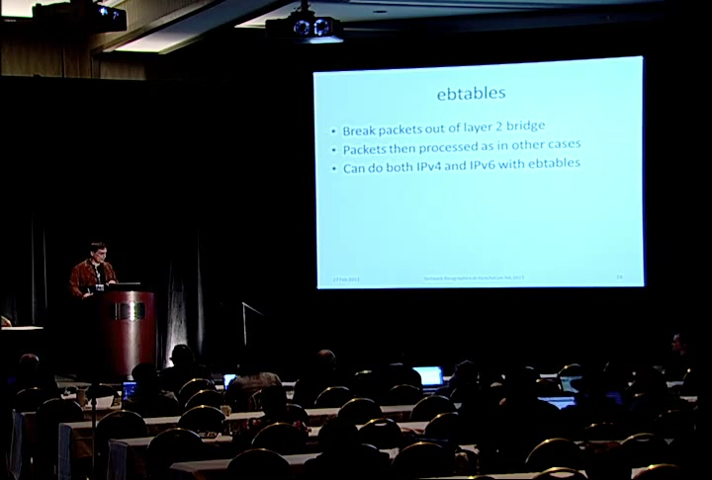 ebtables
• Break packets out of layer 2 bridge
• Packets then processed as in other cases
• Can do both IPv4 and IPv6 with ebtables